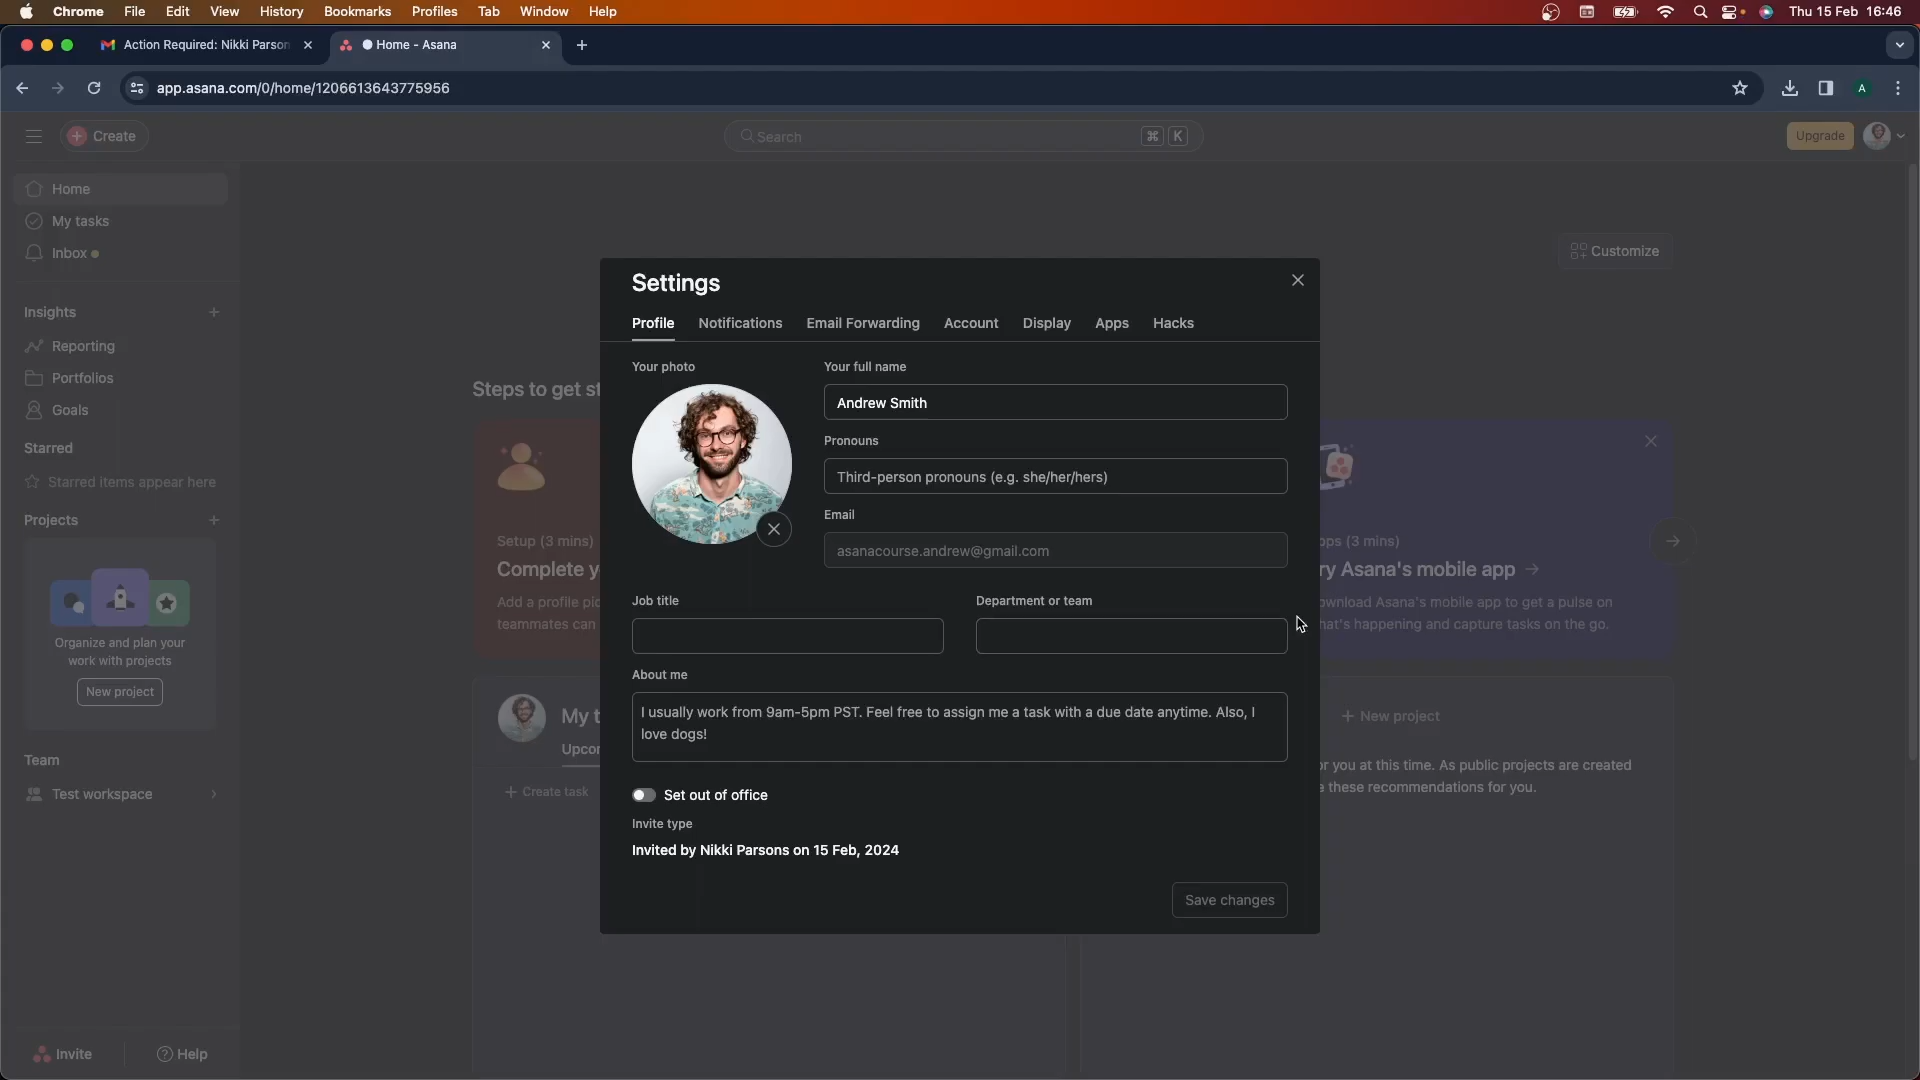 Chrome File Edit View History Bookmarks Profiles Tab Window Help Thu 15 Feb 16:46
Action Required: Nikki Parson
Home - Asana
app.asana.com/0/home/1206613643775956
A
Create
Search
⌘ K
Upgrade
Home
My tasks
Inbox
Customize
Insights
Reporting
Portfolios
Goals
Starred
Starred items appear here
Projects
Organize and plan your
work with projects
New project
Team
Test workspace
Invite
Help
Steps to get st
Setup (3 mins)
Complete y
Add a profile pic
teammates can
My t
Upcor
Create task
Settings
Profile Notifications Email Forwarding Account Display Apps Hacks
Your photo
Your full name
Andrew Smith
Pronouns
Third-person pronouns (e.g. she/her/hers)
Email
asanacourse.andrew@gmail.com
Job title
Department or team
About me
I usually work from 9am-5pm PST. Feel free to assign me a task with a due date anytime. Also, I
love dogs!
Set out of office
Invite type
Invited by Nikki Parsons on 15 Feb, 2024
Save changes
pps (3 mins)
ry Asana's mobile app
ownload Asana's mobile app to get a pulse on
hat's happening and capture tasks on the go.
New project
or you at this time. As public projects are created
e these recommendations for you.